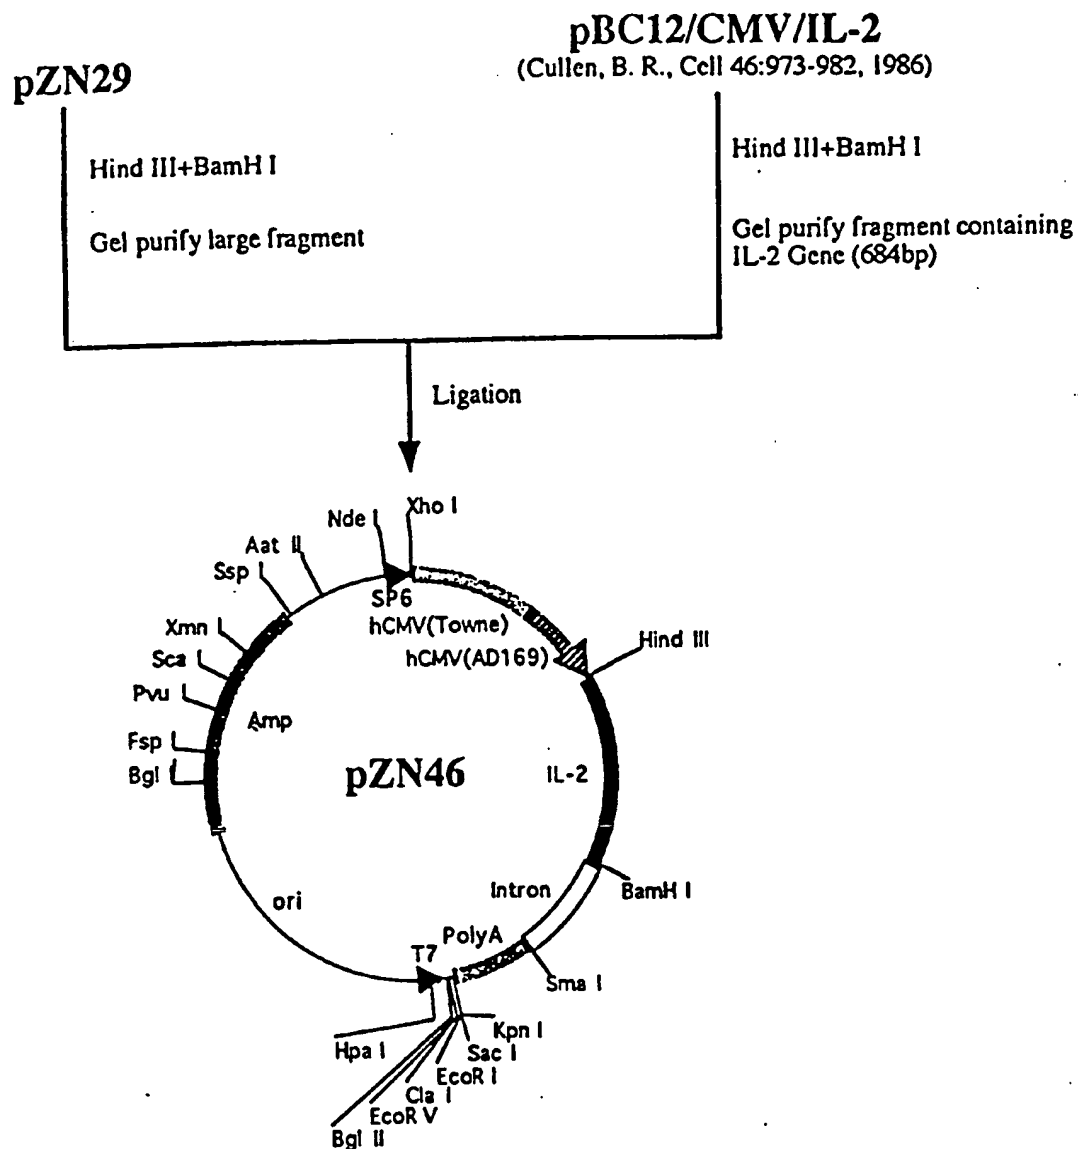 pBC12/CMV/IL-2
(Cullen, B. R., Cell 46:973-982, 1986)
pZN29
Hind III+BamH I
Gel purify large fragment
Hind III+BamH I
Gel purify fragment containing
IL-2 Gene (684bp)
Ligation
Xho I
Nde I
Aat II
Ssp I
SP6
hCMV(Towne)
hCMV(AD169)
Hind III
Xmn I
Sca I
Pvu I
Amp
Fsp I
Bgl I
pZN46
IL-2
BamH I
Intron
ori
PolyA
T7
Sma I
Kpn I
Sac I
Hpa I
EcoR I
Cla I
EcoR V
Bgl II